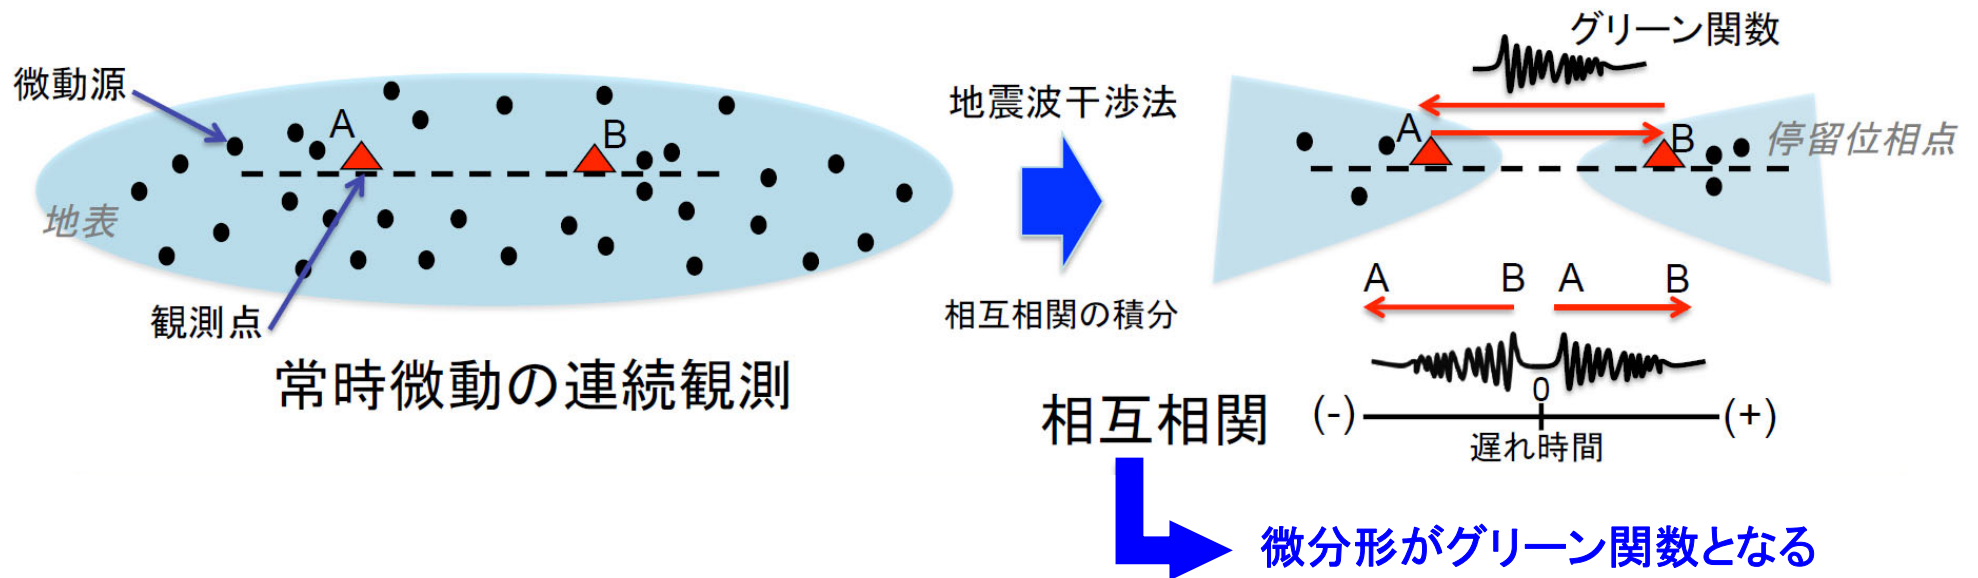 微動源
A
B
地表
観測点
常時微動の連続観測
地震波干渉法
相互相関の積分
グリーン関数
A
B
停留位相点
A B A B
0
(-) (+)
遅れ時間
相互相関
微分形がグリーン関数となる